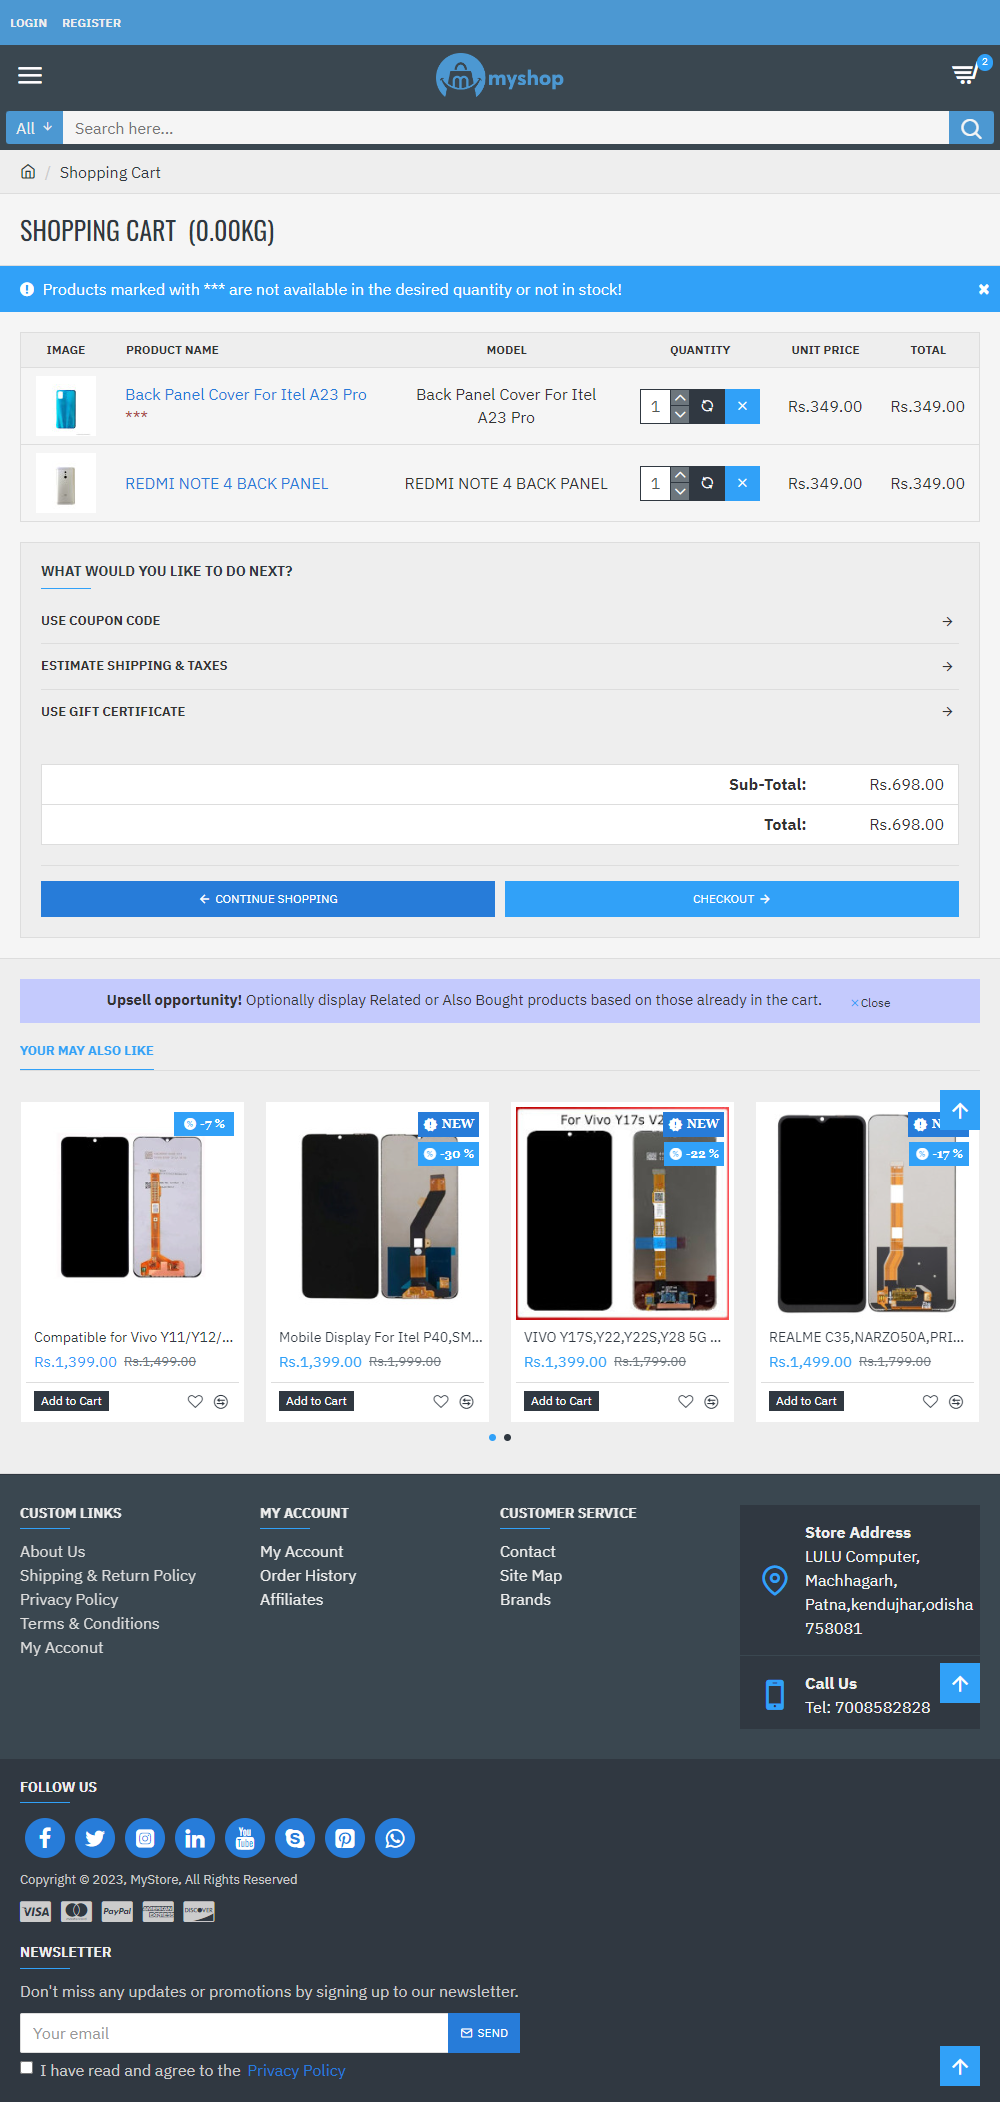 LOGIN REGISTER
myshop
2
All
Search here...
Shopping Cart
SHOPPING CART (0.00KG)
Products marked with *** are not available in the desired quantity or not in stock!
IMAGE PRODUCT NAME MODEL QUANTITY UNIT PRICE TOTAL
Back Panel Cover For Itel A23 Pro
***
Back Panel Cover For Itel
A23 Pro
1
Rs.349.00 Rs.349.00
REDMI NOTE 4 BACK PANEL REDMI NOTE 4 BACK PANEL 1 Rs.349.00 Rs.349.00
WHAT WOULD YOU LIKE TO DO NEXT?
USE COUPON CODE
ESTIMATE SHIPPING & TAXES
USE GIFT CERTIFICATE
Sub-Total: Rs.698.00
Total: Rs.698.00
CONTINUE SHOPPING
CHECKOUT
Upsell opportunity! Optionally display Related or Also Bought products based on those already in the cart. Close
YOUR MAY ALSO LIKE
-7 %
Compatible for Vivo Y11/Y12/...
Rs.1,399.00 Rs.1,499.00
Add to Cart
NEW
-30 %
Mobile Display For Itel P40,SM...
Rs.1,399.00 Rs.1,999.00
Add to Cart
For Vivo Y17s V2
NEW
-22 %
VIVO Y17S,Y22,Y22S,Y28 5G ...
Rs.1,399.00 Rs.1,799.00
Add to Cart
N
-17 %
REALME C35,NARZO50A,PRI...
Rs.1,499.00 Rs.1,799.00
Add to Cart
CUSTOM LINKS
About Us
Shipping & Return Policy
Privacy Policy
Terms & Conditions
My Acconut
MY ACCOUNT
My Account
Order History
Affiliates
CUSTOMER SERVICE
Contact
Site Map
Brands
Store Address
LULU Computer,
Machhagarh,
Patna,kendujhar,odisha
758081
Call Us
Tel: 7008582828
FOLLOW US
You
Tube
Copyright © 2023, MyStore, All Rights Reserved
VISA PayPal AMERICAN EXPRESS DISCOVER
NEWSLETTER
Don't miss any updates or promotions by signing up to our newsletter.
Your email
SEND
I have read and agree to the Privacy Policy